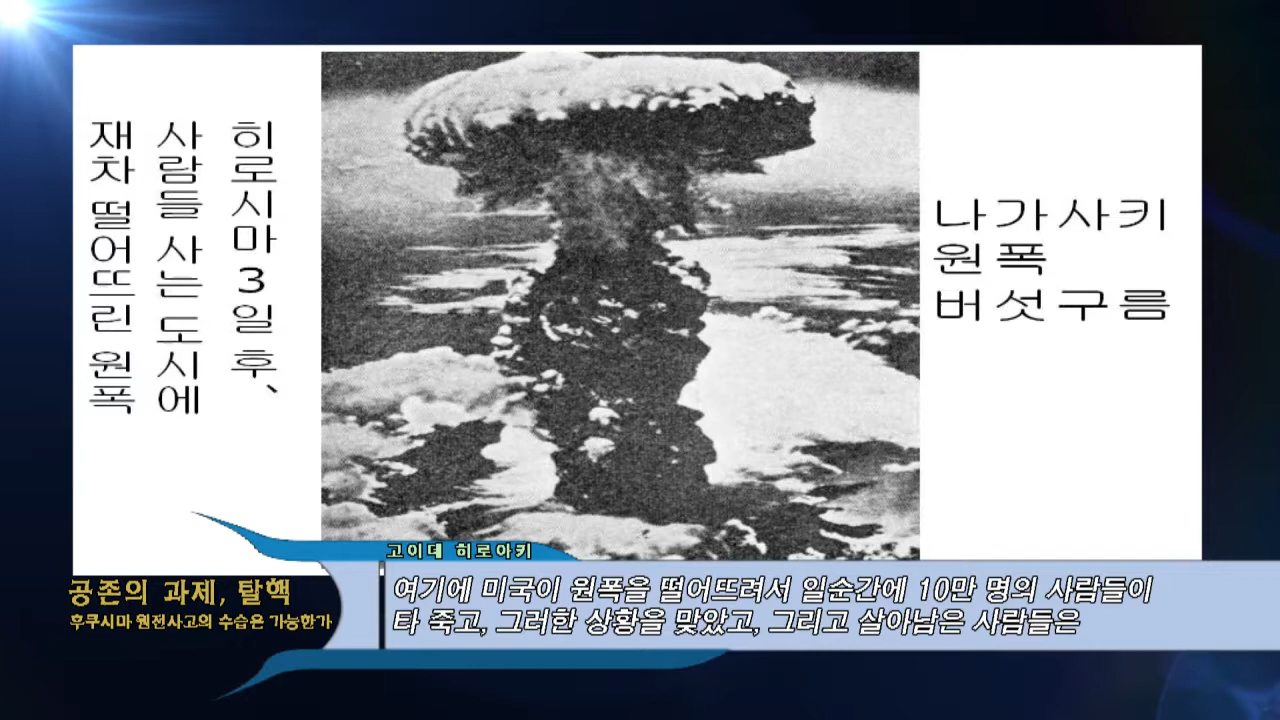 나가사키
원폭
버섯구름
히로시마 3일 후、
사람들 사는 도시에
재차 떨어뜨린 원폭
고이데 히로아키
공존의 과제, 탈핵
후쿠시마 원전사고의 수습은 가능한가
여기에 미국이 원폭을 떨어뜨려서 일순간에 10만 명의 사람들이
타 죽고, 그러한 상황을 맞았고, 그리고 살아남은 사람들은